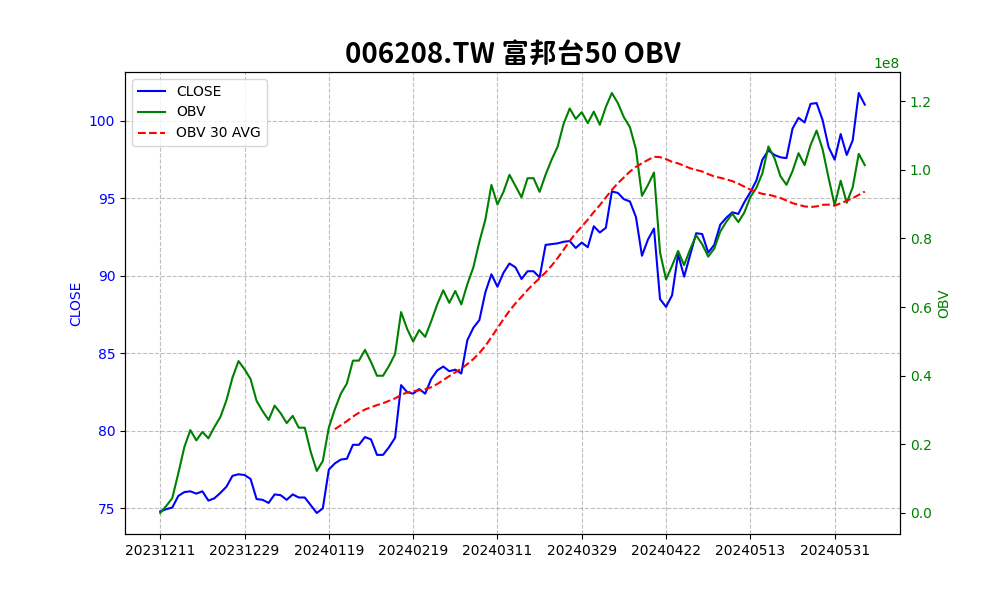 006208.TW 富邦台50 OBV
1e8
CLOSE
OBV
OBV 30 AVG
100
95
90
85
80
75
CLOSE
1.2
1.0
0.8
0.6
0.4
0.2
0.0
OBV
20231211 20231229 20240119 20240219 20240311 20240329 20240422 20240513 20240531